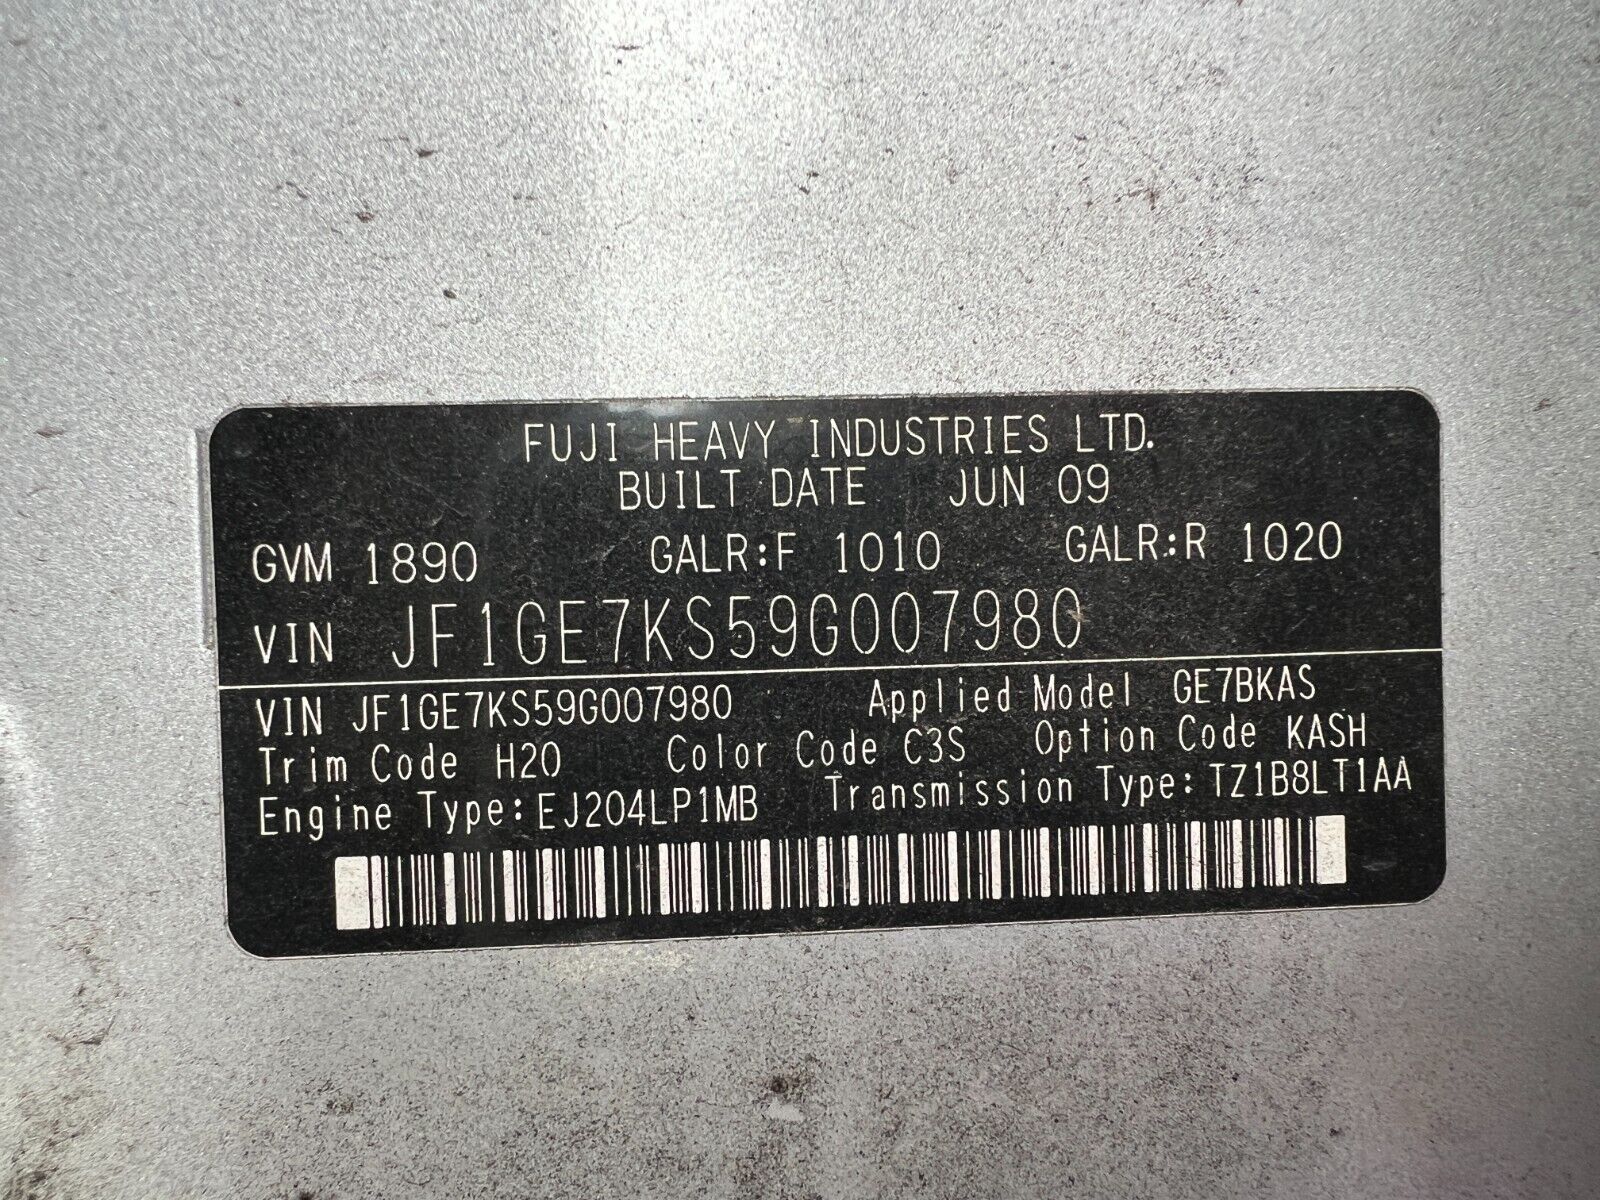 FUJI HEAVY INDUSTRIES LTD.
BUILT DATE JUN 09
GVM 1890 GALR:F 1010 GALR:R 1020
VIN JF1GE7KS59G007980
VIN JF1GE7KS59G007980 Applied Model GE7BKAS
Trim Code H20 Color Code C3S Option Code KASH
Engine Type:EJ204LP1MB Transmission Type:TZ1B8LT1AA